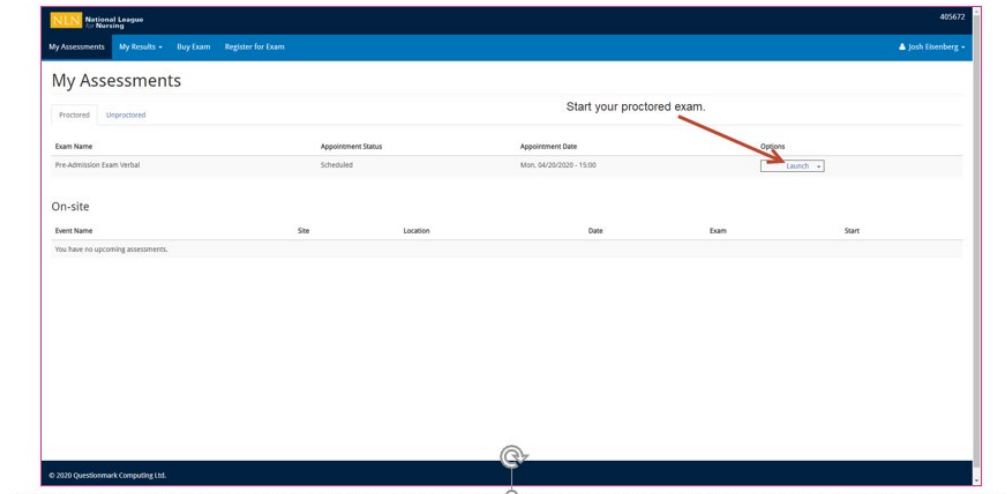 NLN National League for Nursing
405672
My Assessments My Results Buy Exam Register for Exam Josh Eisenberg
My Assessments
Proctored Unproctored
Start your proctored exam.
Exam Name Appointment Status Appointment Date Options
Pre-Admission Exam Verbal Scheduled Mon, 04/20/2020 - 15:00 Launch
On-site
Event Name Site Location Date Exam Start
You have no upcoming assessments.
© 2020 Questionmark Computing Ltd.